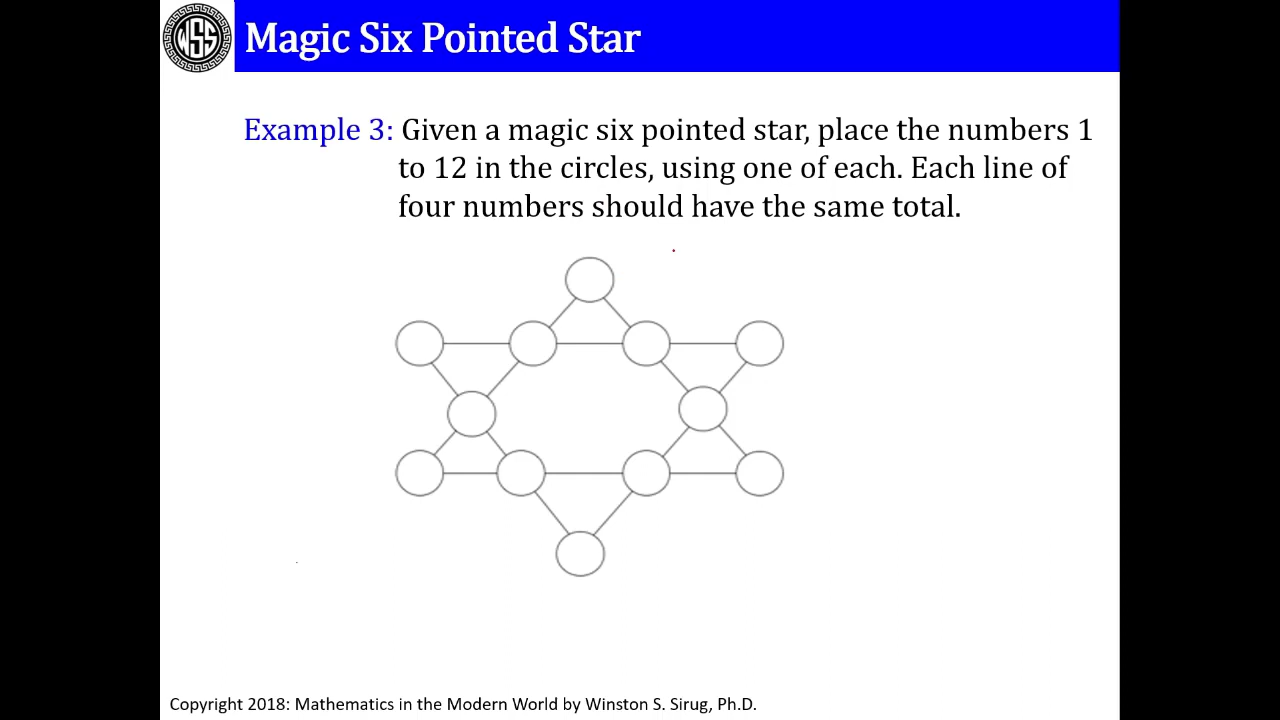 WSS
Magic Six Pointed Star
Example 3: Given a magic six pointed star, place the numbers 1
to 12 in the circles, using one of each. Each line of
four numbers should have the same total.
Copyright 2018: Mathematics in the Modern World by Winston S. Sirug, Ph.D.